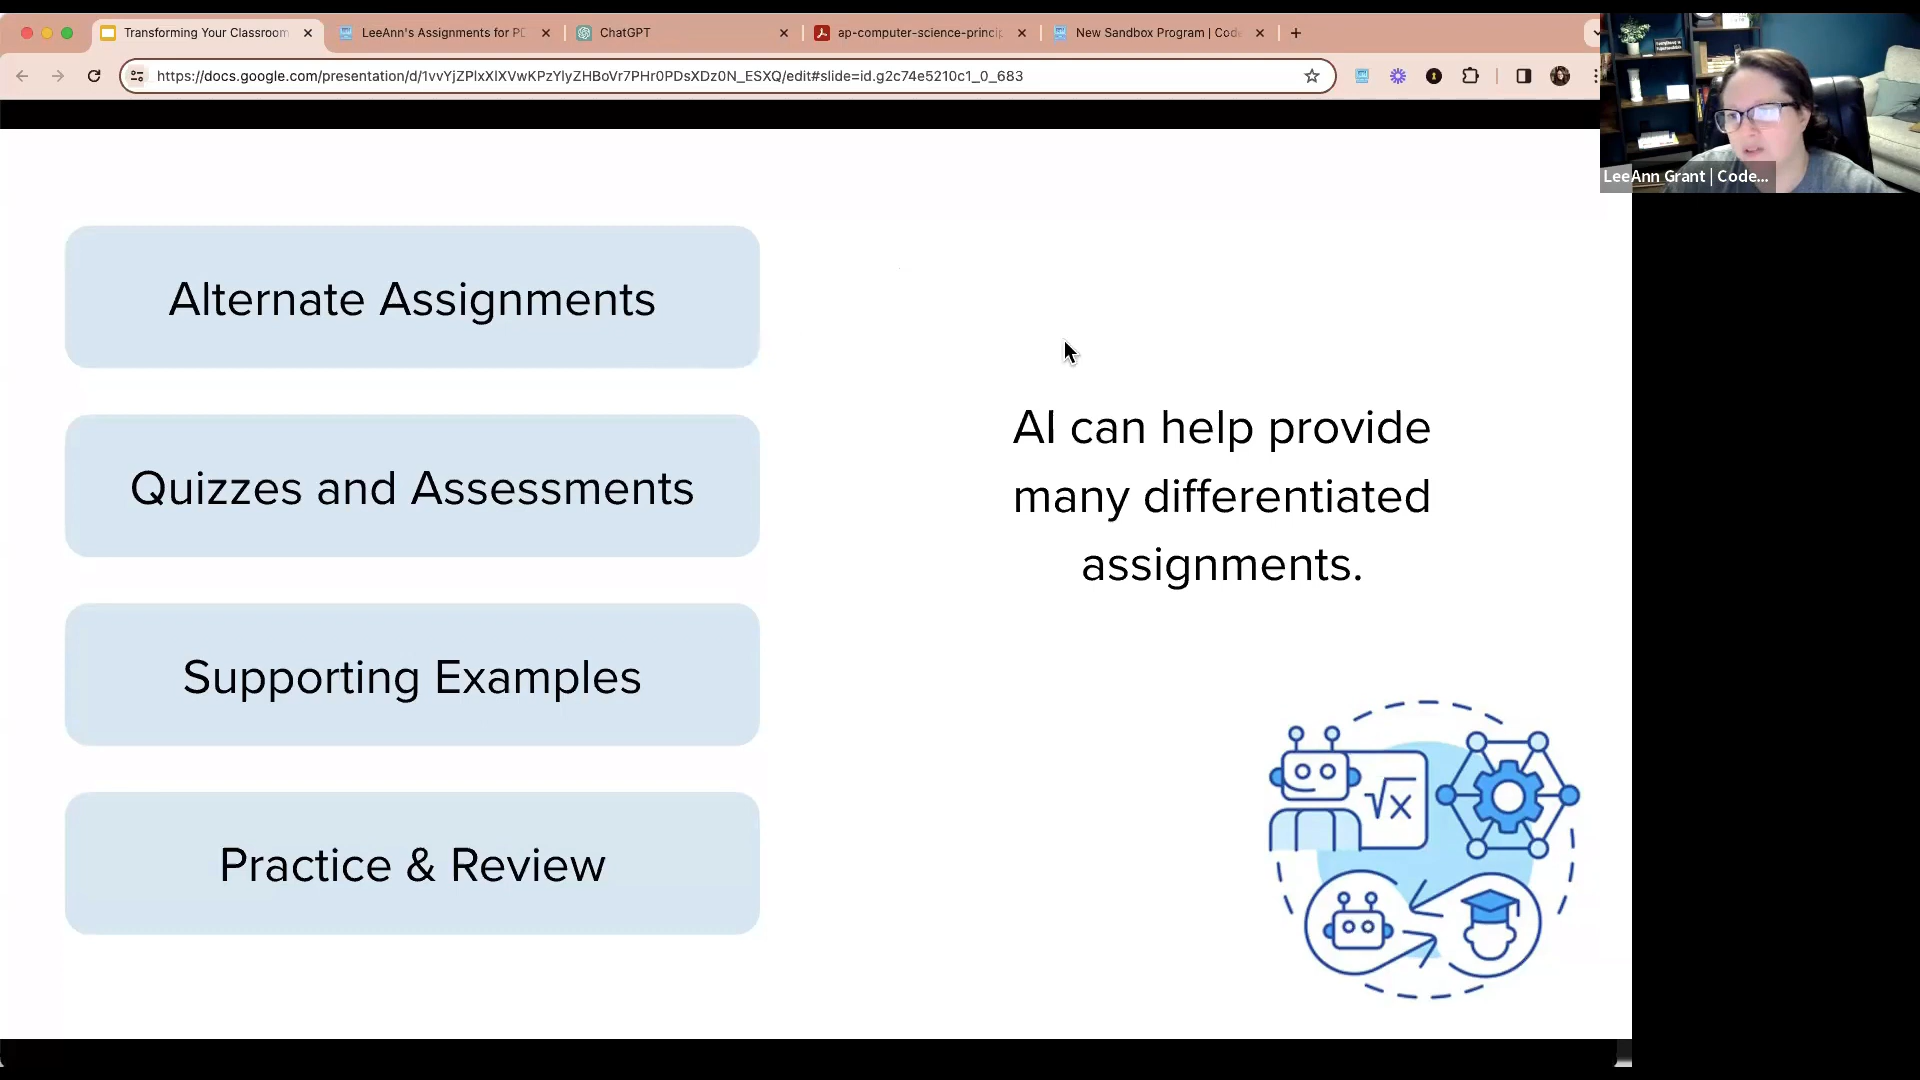 Transforming Your Classroom
LeeAnn's Assignments for PD
ChatGPT
ap-computer-science-princip
New Sandbox Program | Code
https://docs.google.com/presentation/d/1vvYjZPlxXlXVwKPzYlyZHBoVr7PHr0PDsXDz0N_ESXQ/edit#slide=id.g2c74e5210c1_0_683
LeeAnn Grant | Code...
Alternate Assignments
Quizzes and Assessments
Supporting Examples
Practice & Review
AI can help provide
many differentiated
assignments.
√x